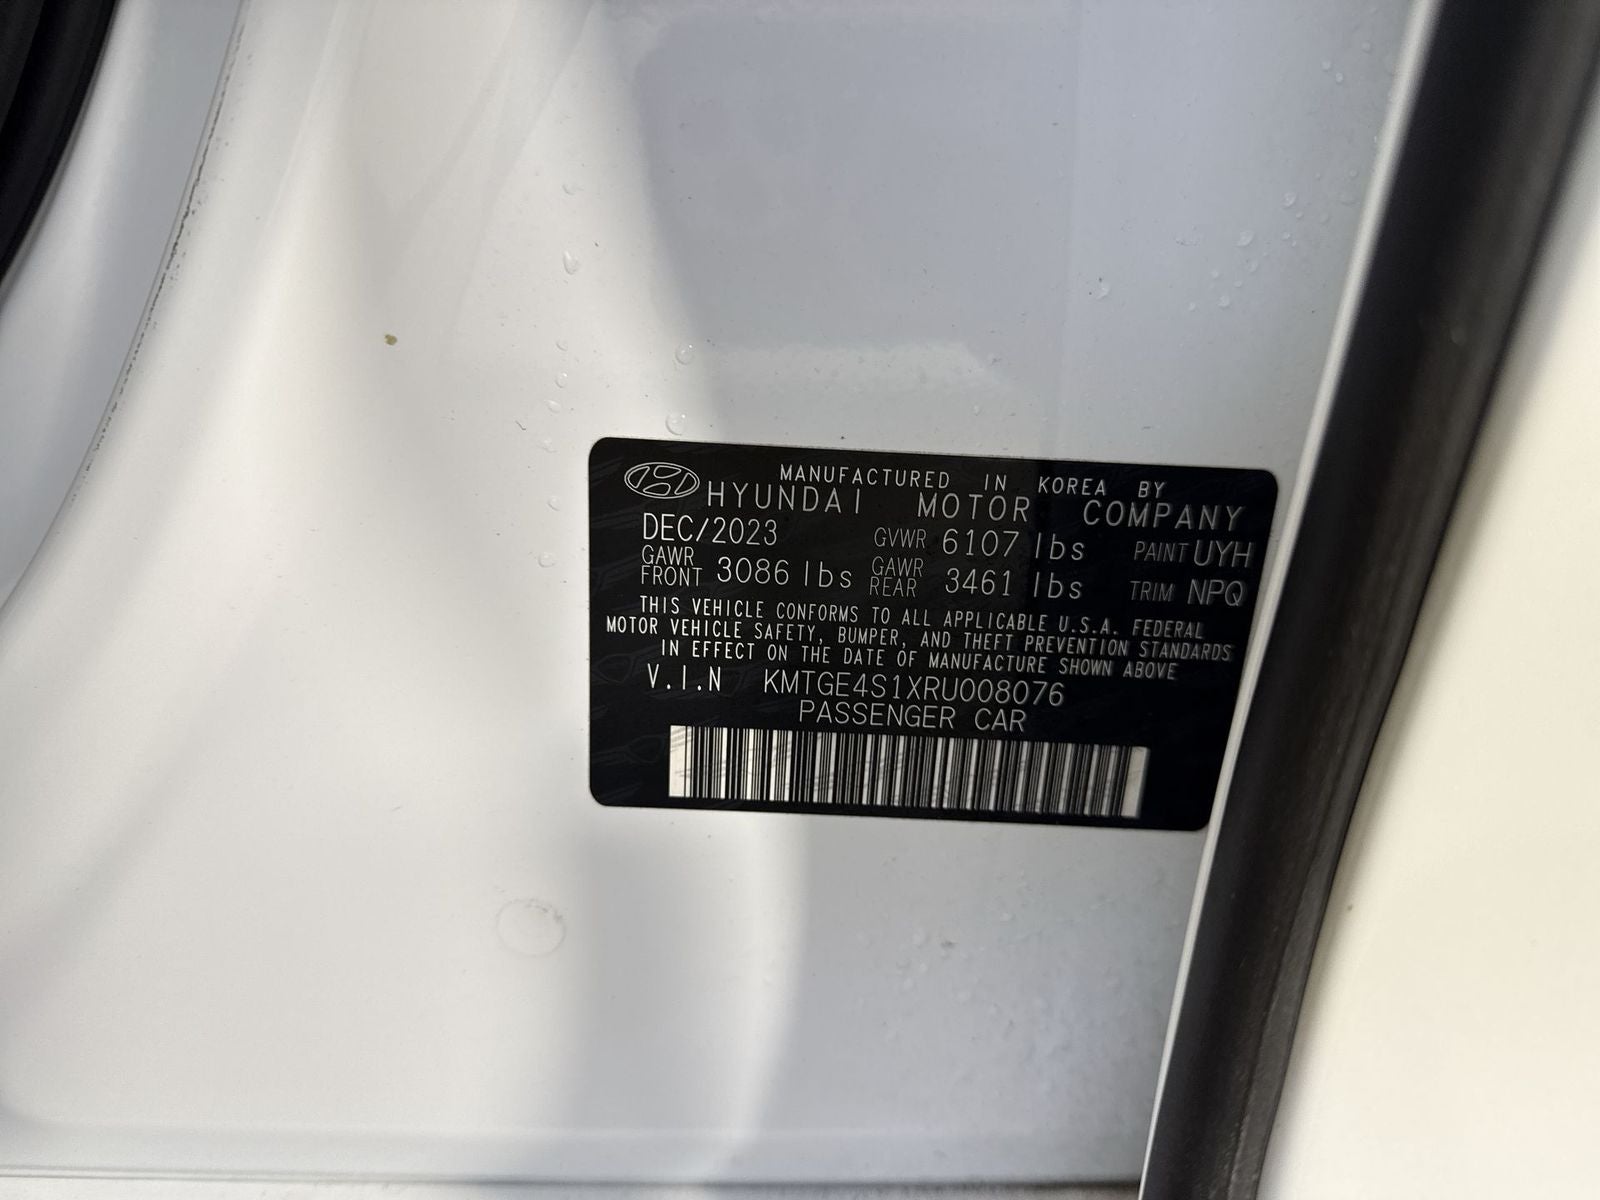 MANUFACTURED IN KOREA BY
HYUNDAI MOTOR COMPANY
DEC/2023 GVWR 6107 lbs PAINT UYH
GAWR FRONT 3086 lbs GAWR REAR 3461 lbs TRIM NPQ
THIS VEHICLE CONFORMS TO ALL APPLICABLE U.S.A. FEDERAL
MOTOR VEHICLE SAFETY, BUMPER, AND THEFT PREVENTION STANDARDS
IN EFFECT ON THE DATE OF MANUFACTURE SHOWN ABOVE
V.I.N KMTGE4S1XRU008076
PASSENGER CAR